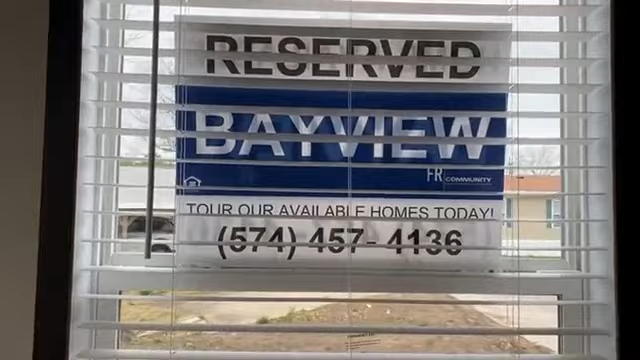 RESERVED
BAYVIEW
FR COMMUNITY
TOUR OUR AVAILABLE HOMES TODAY!
(574) 457-4136